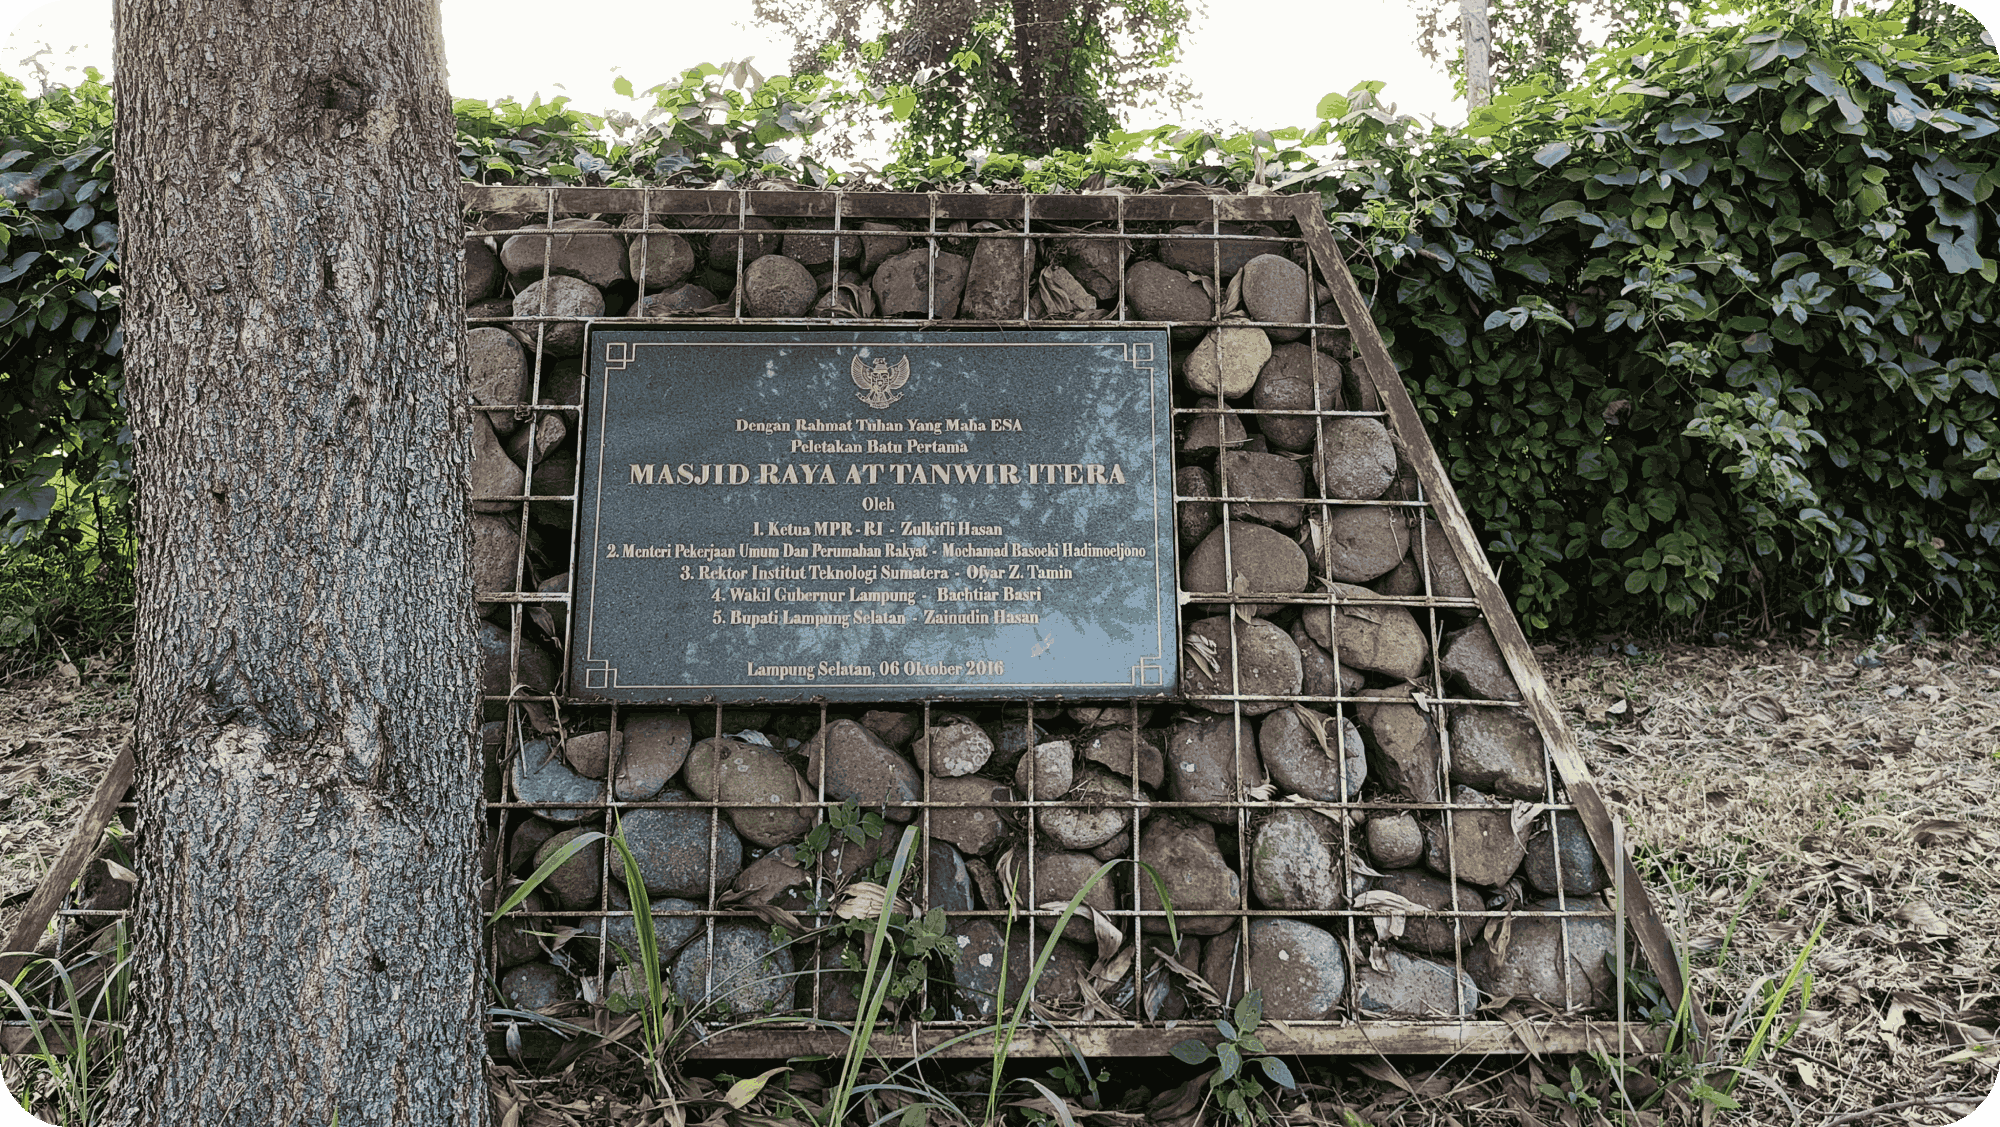 Dengan Rahmat Tuhan Yang Maha ESA
Peletakan Batu Pertama
MASJID RAYA AT TANWIR ITERA
Oleh
1. Ketua MPR - RI - Zulkifli Hasan
2. Menteri Pekerjaan Umum Dan Perumahan Rakyat - Mochamad Basoeki Hadimoeljono
3. Rektor Institut Teknologi Sumatera - Ofyar Z. Tamin
4. Wakil Gubernur Lampung - Bachtiar Basri
5. Bupati Lampung Selatan - Zainudin Hasan
Lampung Selatan, 06 Oktober 2016